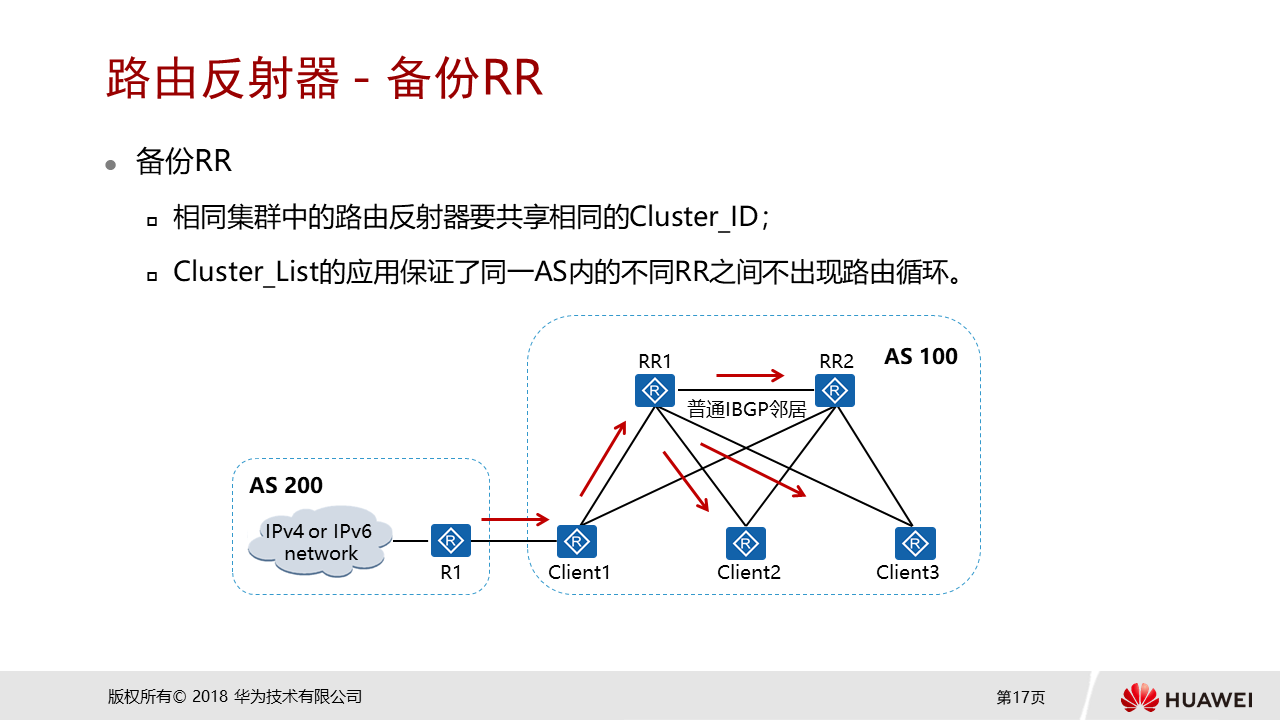 路由反射器 - 备份RR
备份RR
相同集群中的路由反射器要共享相同的Cluster_ID；
Cluster_List的应用保证了同一AS内的不同RR之间不出现路由循环。
RR1
RR2
AS 100
R
R
普通IBGP邻居
AS 200
IPv4 or IPv6
network
R
R
R
R
R1
Client1
Client2
Client3
版权所有© 2018 华为技术有限公司
第17页
HUAWEI